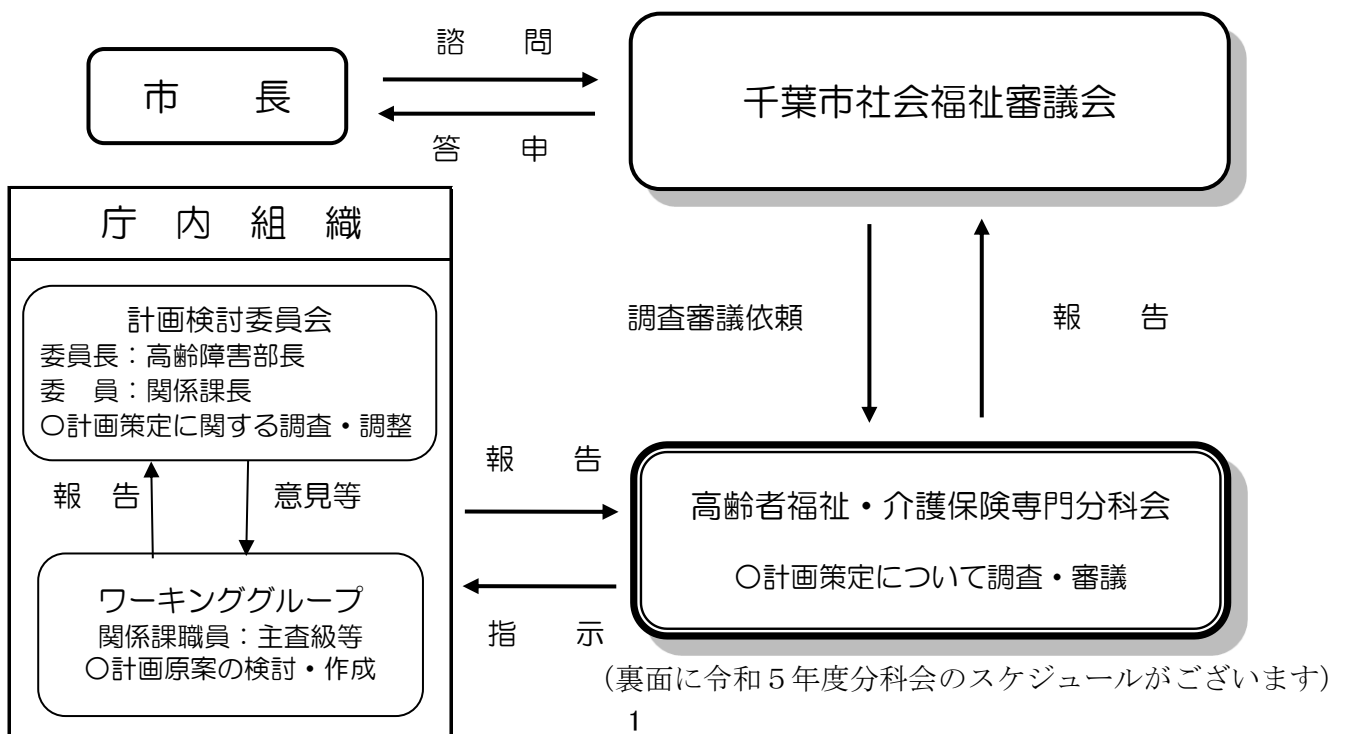 諮　問
市　長
千葉市社会福祉審議会
答　申
庁　内　組　織
計画検討委員会
委員長：高齢障害部長
委　員：関係課長
〇計画策定に関する調査・調整
調査審議依頼
報　告
報　告
意見等
報　告
高齢者福祉・介護保険専門分科会
〇計画策定について調査・審議
ワーキンググループ
関係課職員：主査級等
〇計画原案の検討・作成
指　示
（裏面に令和５年度分科会のスケジュールがございます）
1